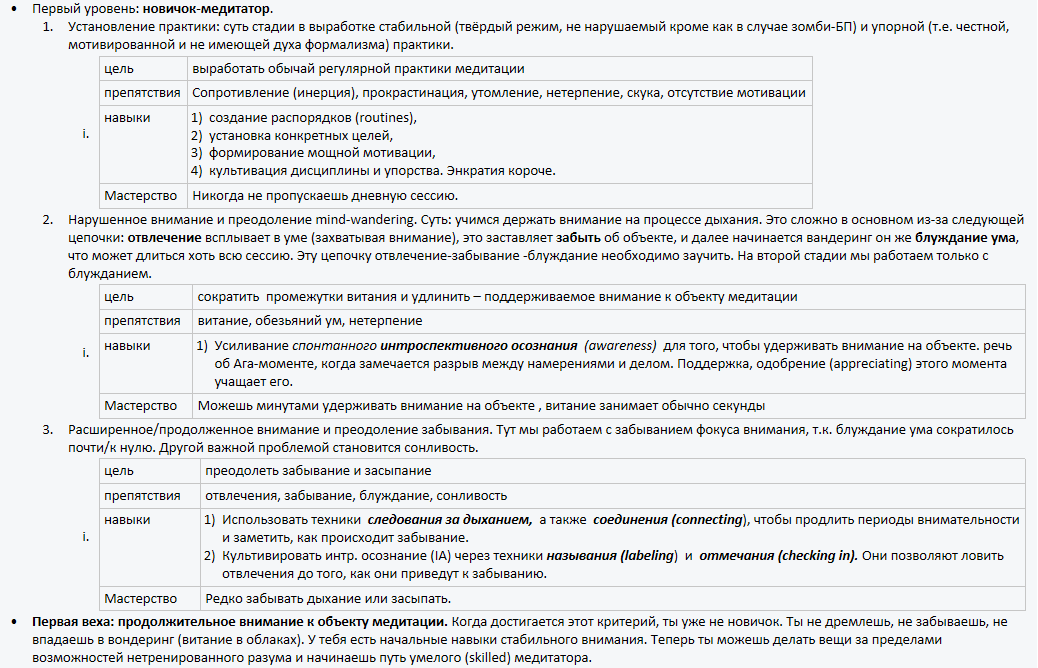 • Первый уровень: новичок-медитатор.
1. Установление практики: суть стадии в выработке стабильной (твёрдый режим, не нарушаемый кроме как в случае зомби-БП) и упорной (т.е. честной,
мотивированной и не имеющей духа формализма) практики.
цель выработать обычай регулярной практики медитации
препятствия Сопротивление (инерция), прокрастинация, утомление, нетерпение, скука, отсутствие мотивации
i. навыки 1) создание распорядков (routines),
2) установка конкретных целей,
3) формирование мощной мотивации,
4) культивация дисциплины и упорства. Энкратия короче.
Мастерство Никогда не пропускаешь дневную сессию.
2. Нарушенное внимание и преодоление mind-wandering. Суть: учимся держать внимание на процессе дыхания. Это сложно в основном из-за следующей
цепочки: отвлечение всплывает в уме (захватывая внимание), это заставляет забыть об объекте, и далее начинается вандеринг он же блуждание ума,
что может длиться хоть всю сессию. Эту цепочку отвлечение-забывание -блуждание необходимо заучить. На второй стадии мы работаем только с
блужданием.
цель сократить промежутки витания и удлинить – поддерживаемое внимание к объекту медитации
препятствия витание, обезьяний ум, нетерпение
i. навыки 1) Усиливание спонтанного интроспективного осознания (awareness) для того, чтобы удерживать внимание на объекте. речь
об Ага-моменте, когда замечается разрыв между намерениями и делом. Поддержка, одобрение (appreciating) этого момента
учащает его.
Мастерство Можешь минутами удерживать внимание на объекте , витание занимает обычно секунды
3. Расширенное/продолженное внимание и преодоление забывания. Тут мы работаем с забыванием фокуса внимания, т.к. блуждание ума сократилось
почти/к нулю. Другой важной проблемой становится сонливость.
цель преодолеть забывание и засыпание
препятствия отвлечения, забывание, блуждание, сонливость
i. навыки 1) Использовать техники следования за дыханием, а также соединения (connecting), чтобы продлить периоды внимательности
и заметить, как происходит забывание.
2) Культивировать интр. осознание (IA) через техники называния (labeling) и отмечания (checking in). Они позволяют ловить
отвлечения до того, как они приведут к забыванию.
Мастерство Редко забывать дыхание или засыпать.
• Первая веха: продолжительное внимание к объекту медитации. Когда достигается этот критерий, ты уже не новичок. Ты не дремлешь, не забываешь, не
впадаешь в вондеринг (витание в облаках). У тебя есть начальные навыки стабильного внимания. Теперь ты можешь делать вещи за пределами
возможностей нетренированного разума и начинаешь путь умелого (skilled) медитатора.